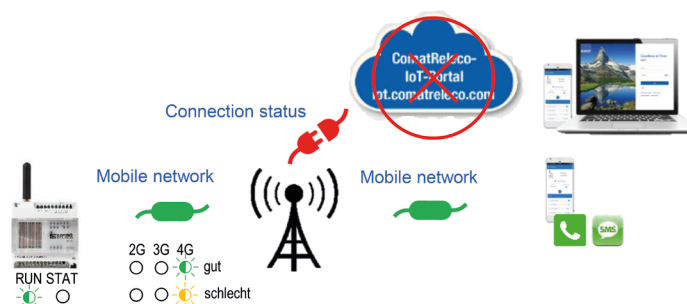 ComatReleco-
IoT-Portal
iot.comatreleco.com
Connection status
Mobile network
Mobile network
2G 3G 4G
gut
schlecht
RUN STAT
SMS